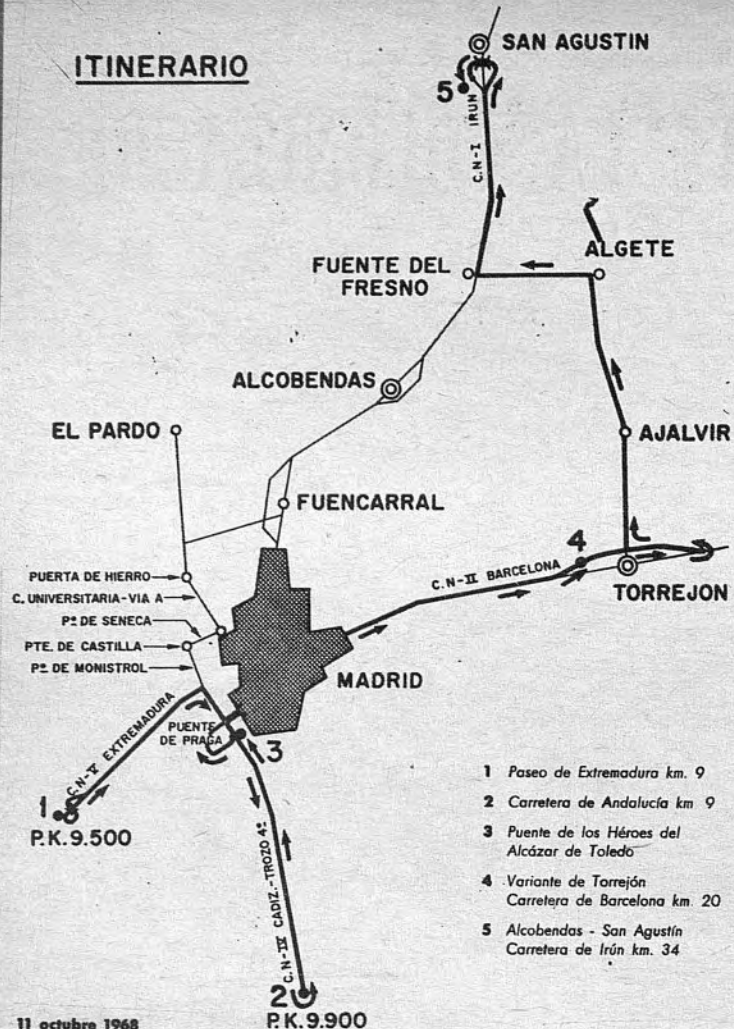 ITINERARIO
SAN AGUSTIN
5
C.N-I IRUN
ALGETE
FUENTE DEL
FRESNO
ALCOBENDAS
EL PARDO
AJALVIR
FUENCARRAL
4
C.N-II BARCELONA
TORREJON
PUERTA DE HIERRO
C. UNIVERSITARIA-VIA A
Pº DE SENECA
PTE. DE CASTILLA
Pº DE MONISTROL
MADRID
C.N-V EXTREMADURA
PUENTE
DE PRAGA
3
1
P.K.9.500
C.N-IV CADIZ.-TROZO 4º
2
P.K.9.900
1 Paseo de Extremadura km. 9
2 Carretera de Andalucía km 9
3 Puente de los Héroes del
Alcázar de Toledo
4 Variante de Torrejón
Carretera de Barcelona km. 20
5 Alcobendas - San Agustín
Carretera de Irún km. 34
11 octubre 1968